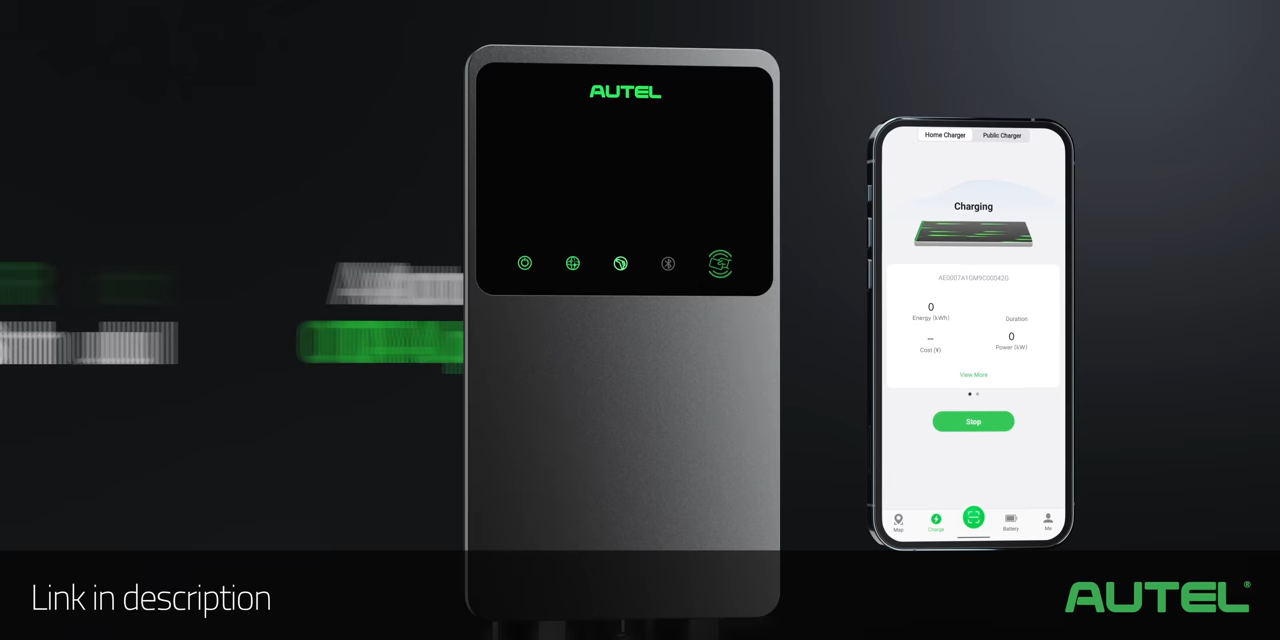 AUTEL
Home Charger
Public Charger
Charging
AE0007A1GM9C00042G
0
Energy (kWh)
Duration
--
Cost (¥)
0
Power (kW)
View More
Stop
Map
Charge
Battery
Me
Link in description
AUTEL®